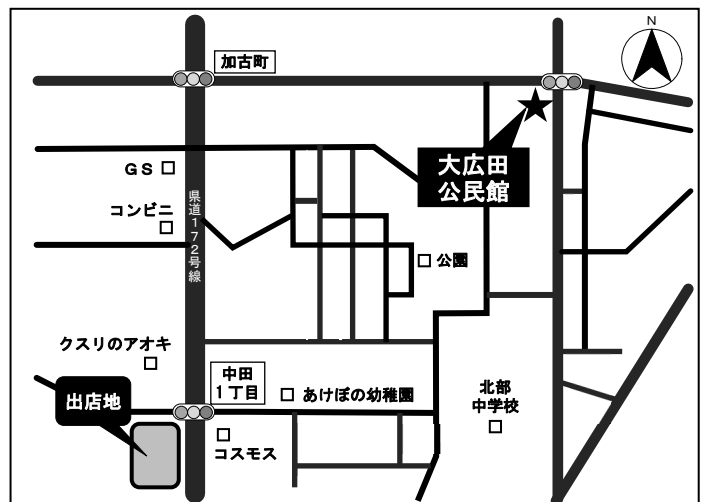 N
加古町
大広田
公民館
GS
コンビニ
県道172号線
公園
クスリのアオキ
中田
1丁目
あけぼの幼稚園
北部
中学校
出店地
コスモス